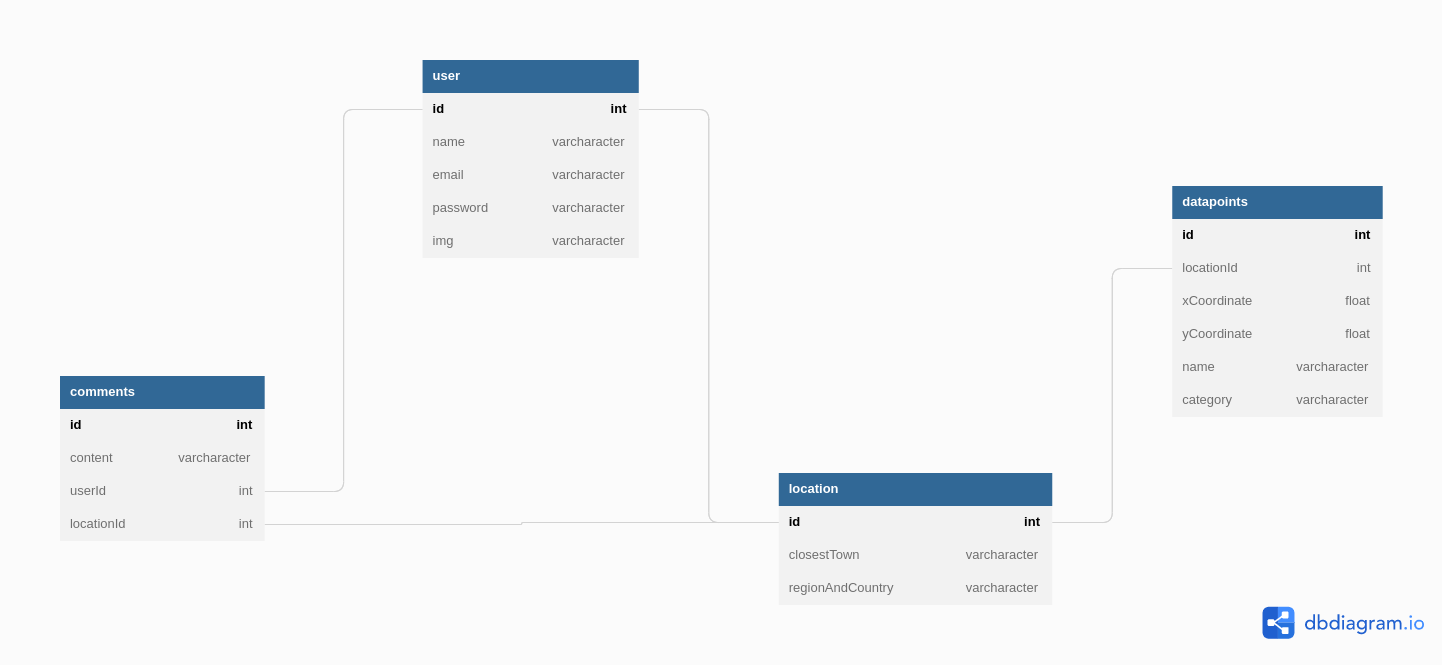 user
id int
name varcharacter
email varcharacter
password varcharacter
img varcharacter
datapoints
id int
locationId int
xCoordinate float
yCoordinate float
name varcharacter
category varcharacter
comments
id int
content varcharacter
userId int
locationId int
location
id int
closestTown varcharacter
regionAndCountry varcharacter
dbdiagram.io